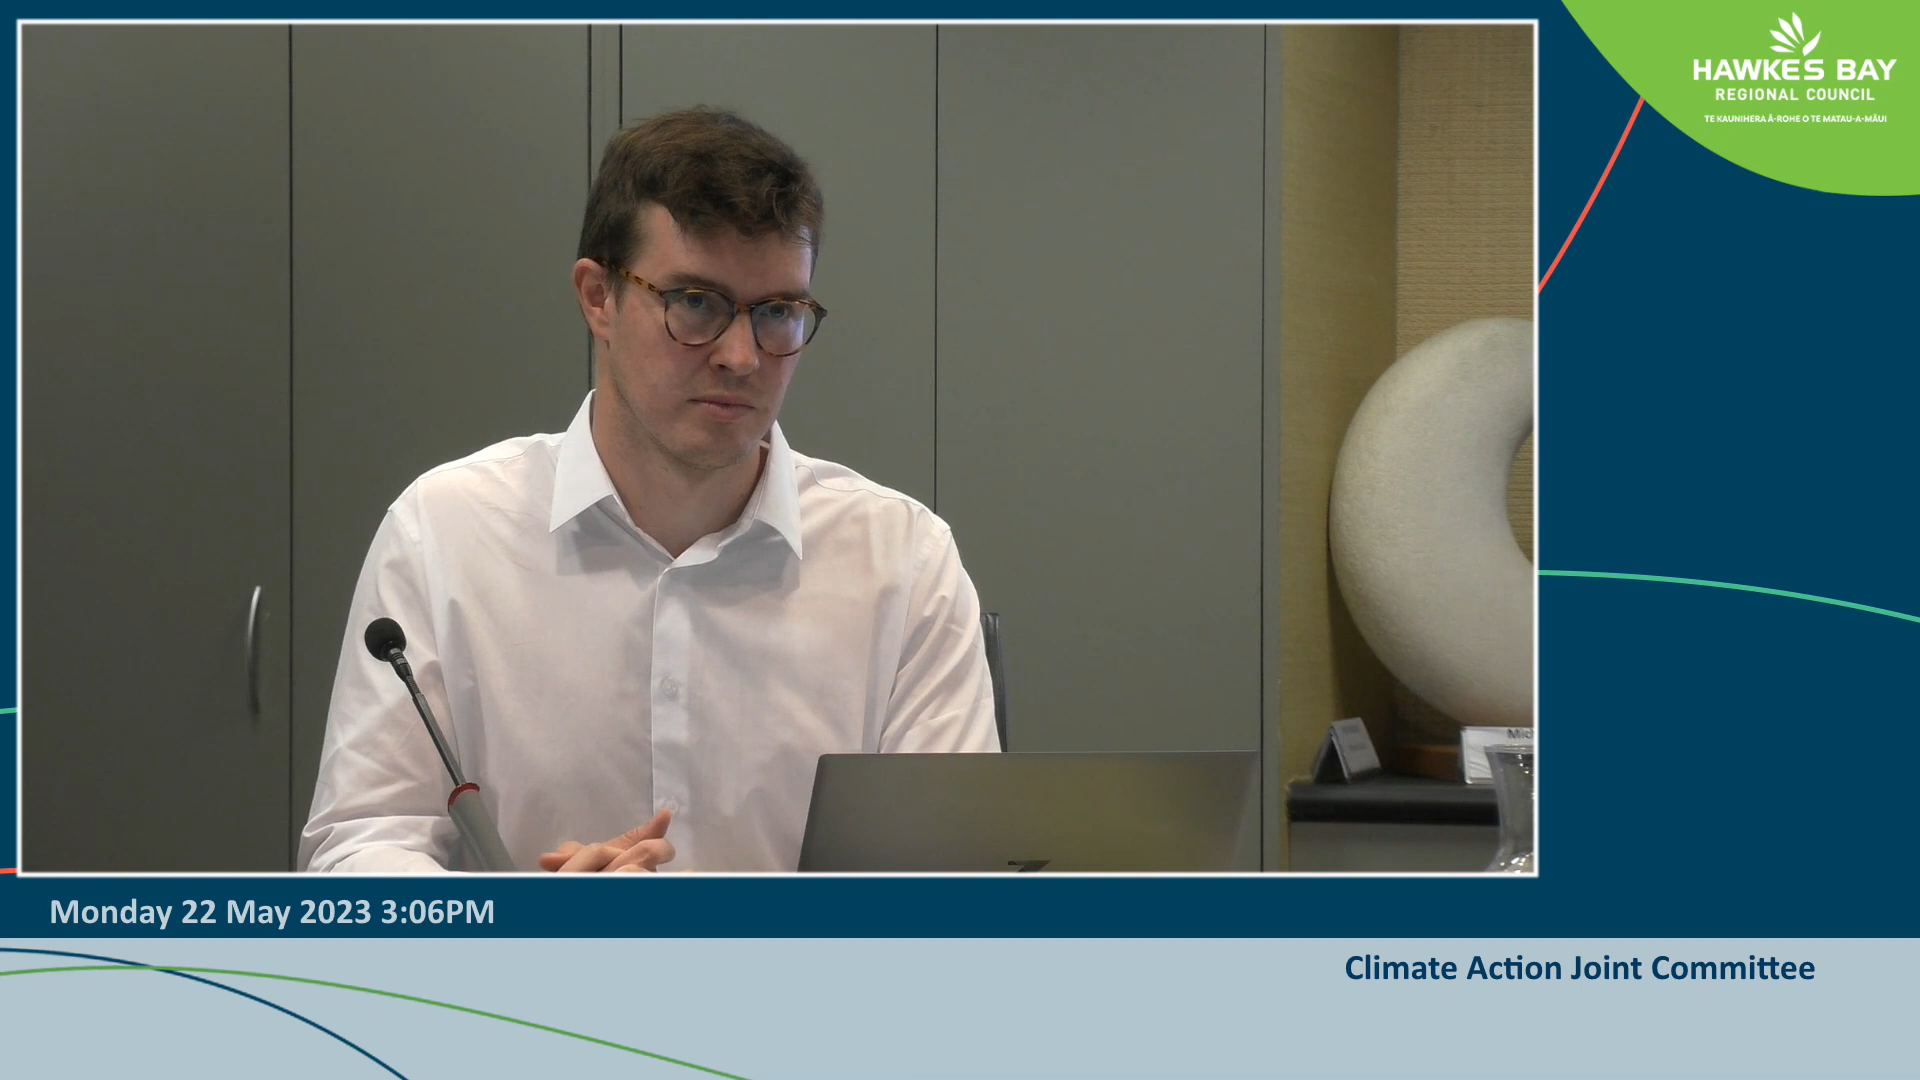 HAWKE'S BAY
REGIONAL COUNCIL
TE KAUNIHERA Ā-ROHE O TE MATAU-A-MĀUI
Monday 22 May 2023 3:06PM
Climate Action Joint Committee